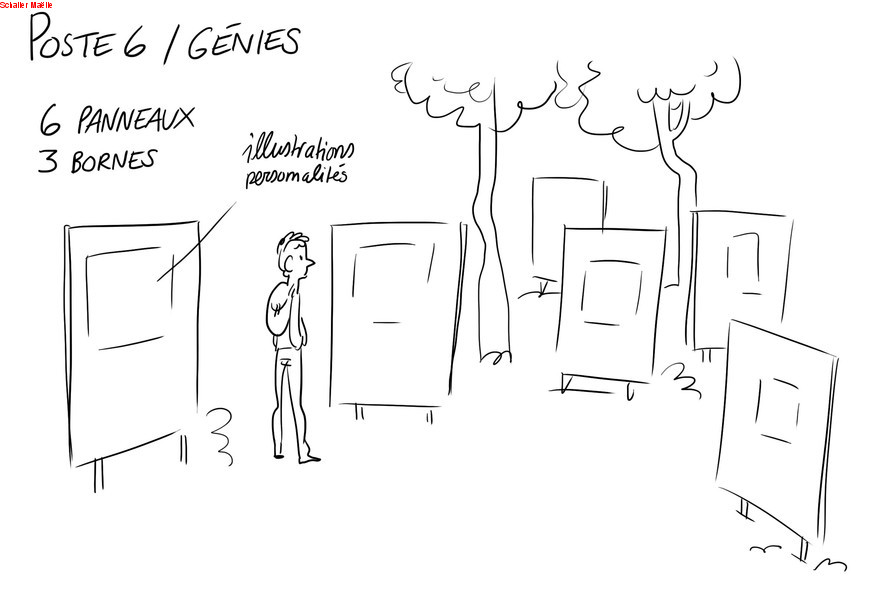 Schaller Maëlle
POSTE 6 / GÉNIES
6 PANNEAUX
3 BORNES
illustrations
personnalités